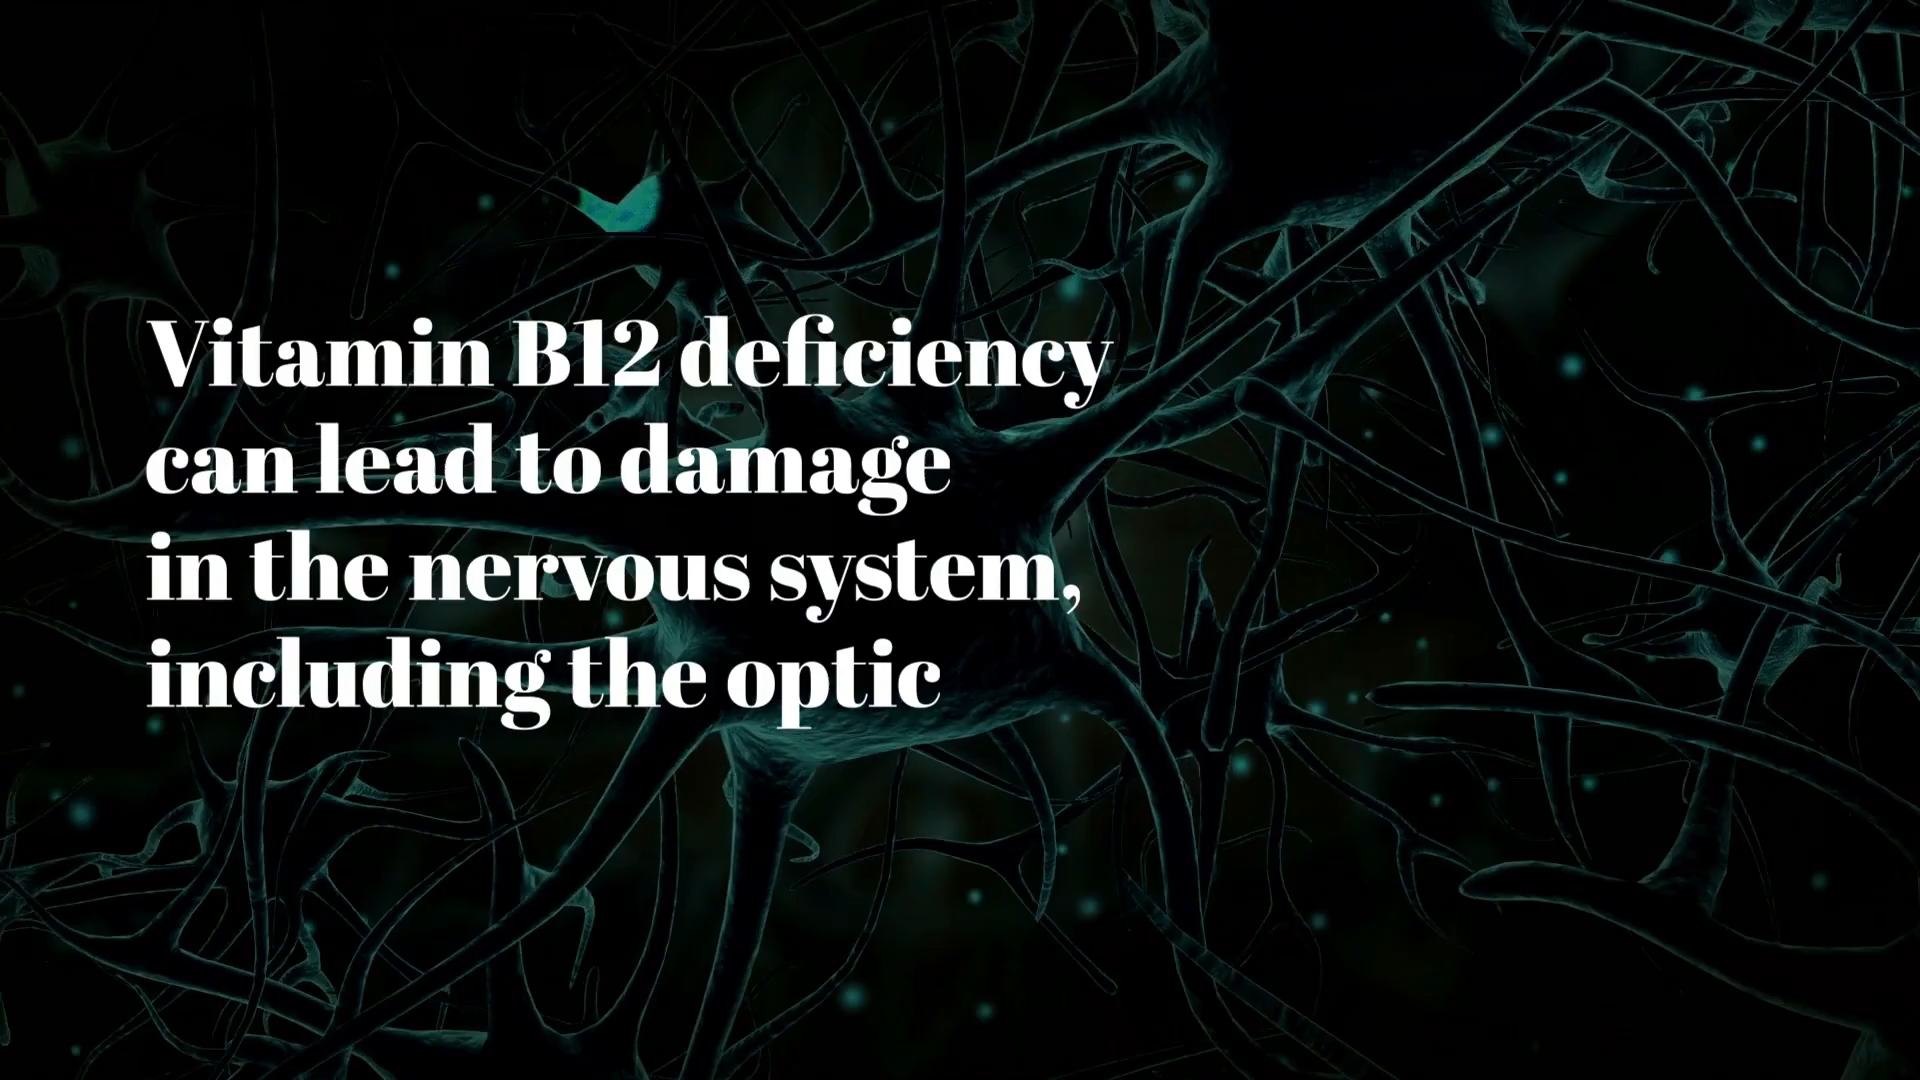 Vitamin B12 deficiency
can lead to damage
in the nervous system,
including the optic